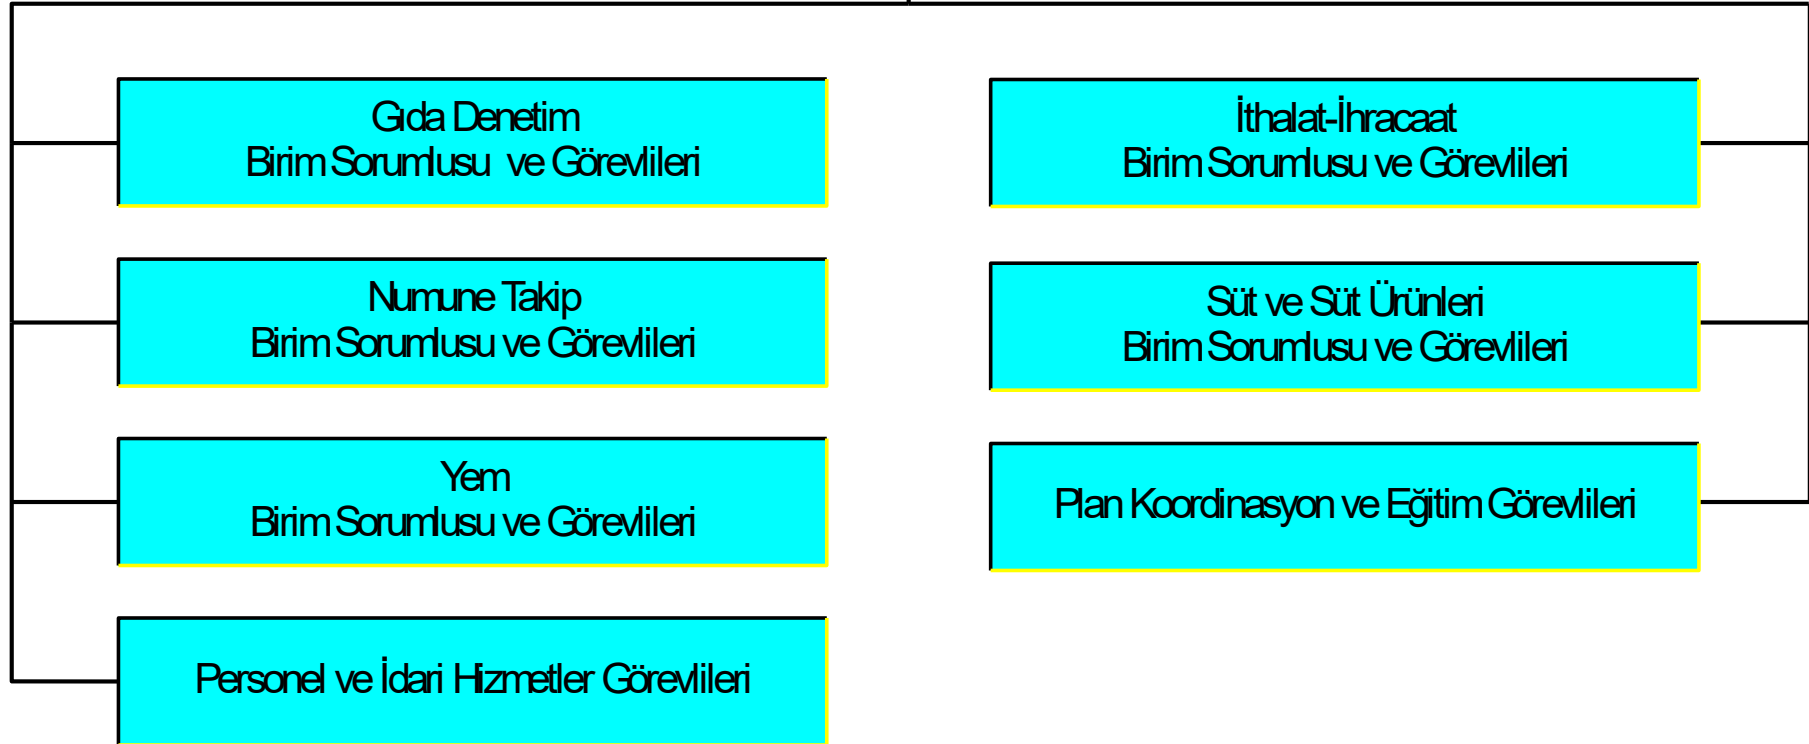 Gıda Denetim
Birim Sorumlusu ve Görevlileri
Numune Takip
Birim Sorumlusu ve Görevlileri
Yem
Birim Sorumlusu ve Görevlileri
Personel ve İdari Hizmetler Görevlileri
İthalat-İhracaat
Birim Sorumlusu ve Görevlileri
Süt ve Süt Ürünleri
Birim Sorumlusu ve Görevlileri
Plan Koordinasyon ve Eğitim Görevlileri